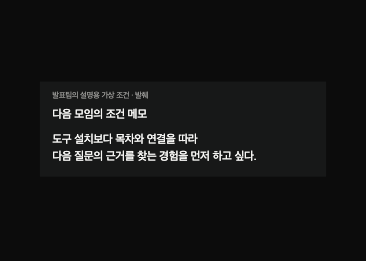 발표팀의 설명용 가상 조건 · 발췌
다음 모임의 조건 메모
도구 설치보다 목차와 연결을 따라
다음 질문의 근거를 찾는 경험을 먼저 하고 싶다.